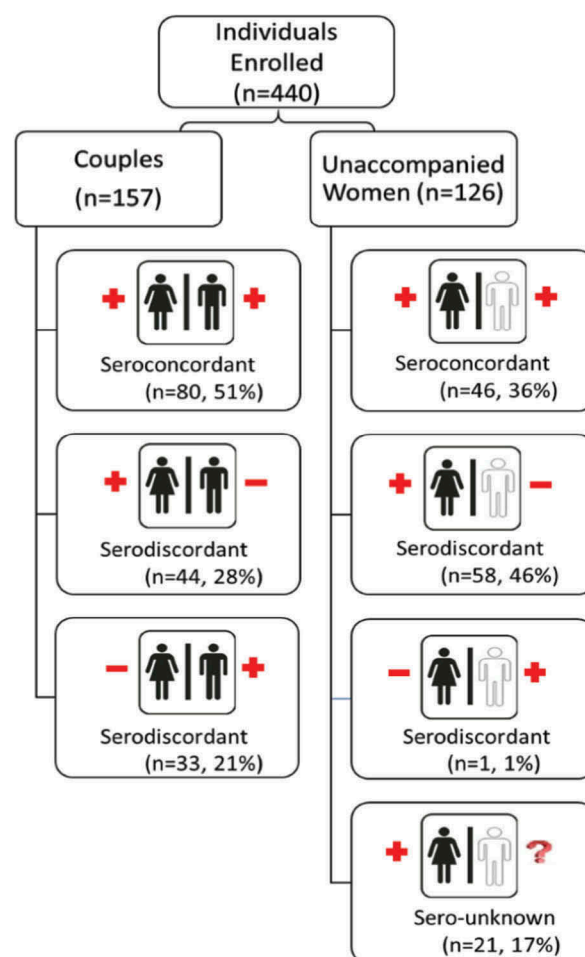 Individuals
Enrolled
(n=440)
Couples
(n=157)
Unaccompanied
Women (n=126)
+ +
Seroconcordant
(n=80, 51%)
+ +
Seroconcordant
(n=46, 36%)
+ −
Serodiscordant
(n=44, 28%)
+ −
Serodiscordant
(n=58, 46%)
− +
Serodiscordant
(n=33, 21%)
− +
Serodiscordant
(n=1, 1%)
+ ?
Sero-unknown
(n=21, 17%)